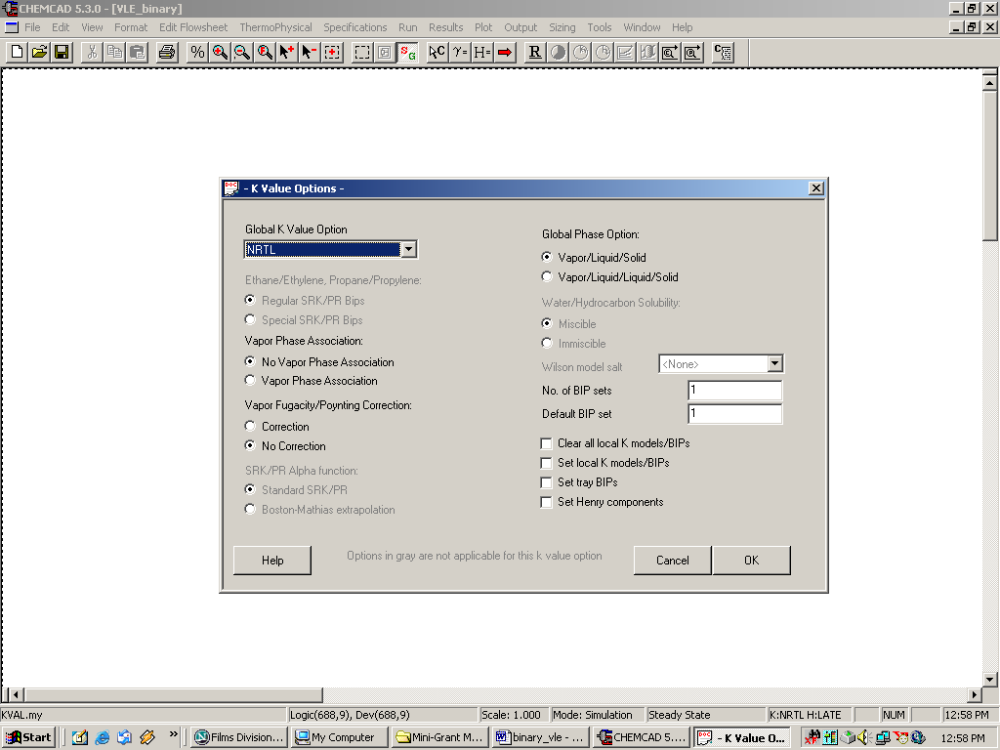 CHEMCAD 5.3.0 - [VLE_binary]
File Edit View Format Edit Flowsheet ThermoPhysical Specifications Run Results Plot Output Sizing Tools Window Help
% S G C γ= H= R C
DOC - K Value Options -
Global K Value Option
NRTL
Ethane/Ethylene, Propane/Propylene:
Regular SRK/PR Bips
Special SRK/PR Bips
Vapor Phase Association:
No Vapor Phase Association
Vapor Phase Association
Vapor Fugacity/Poynting Correction:
Correction
No Correction
SRK/PR Alpha function:
Standard SRK/PR
Boston-Mathias extrapolation
Global Phase Option:
Vapor/Liquid/Solid
Vapor/Liquid/Liquid/Solid
Water/Hydrocarbon Solubility:
Miscible
Immiscible
Wilson model salt <None>
No. of BIP sets 1
Default BIP set 1
Clear all local K models/BIPs
Set local K models/BIPs
Set tray BIPs
Set Henry components
Help Options in gray are not applicable for this k value option Cancel OK
KVAL.my Logic(688,9), Dev(688,9) Scale: 1.000 Mode: Simulation Steady State K:NRTL H:LATE NUM 12:58 PM
Start » Films Division... My Computer Mini-Grant M... binary_vle - ... CHEMCAD 5.... - K Value O... 12:58 PM